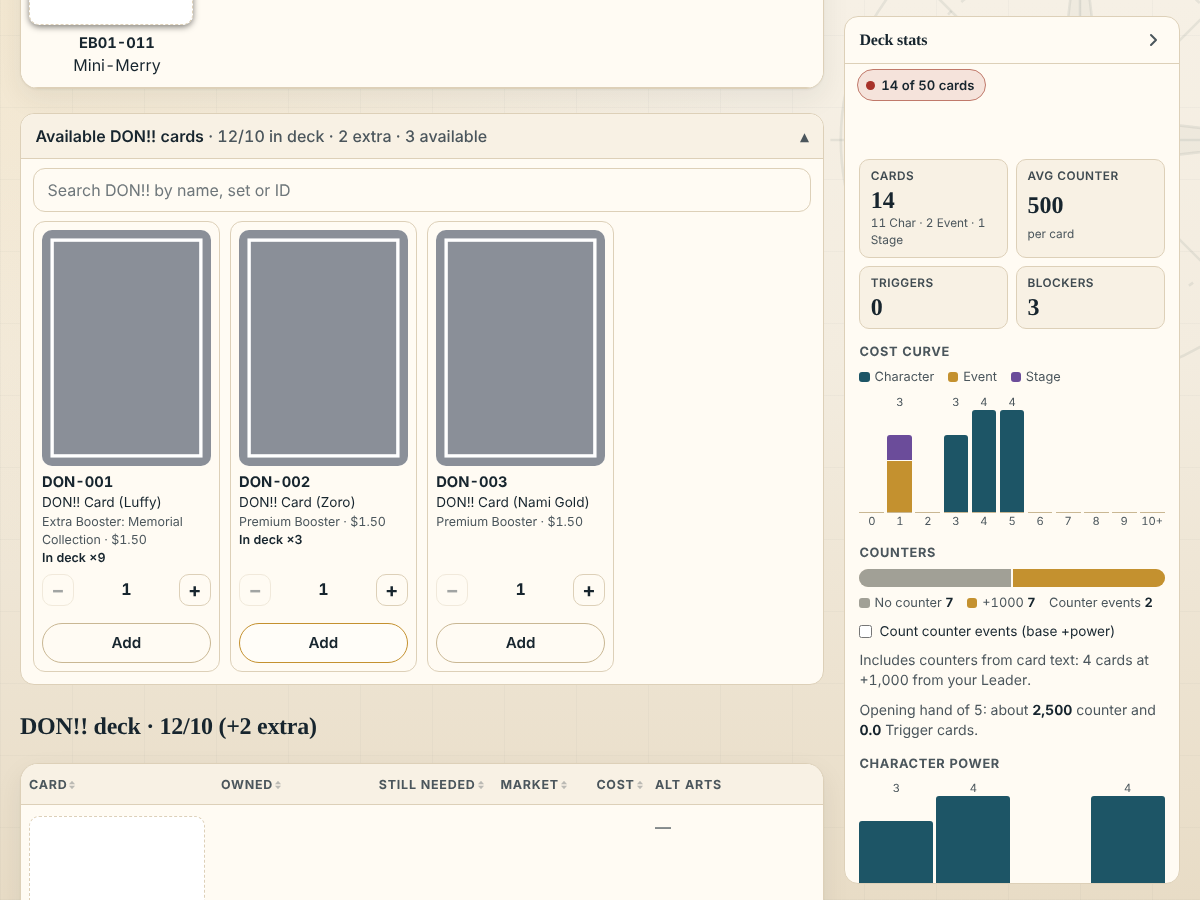 EB01-011
Mini-Merry
Available DON!! cards · 12/10 in deck · 2 extra · 3 available
▲
Search DON!! by name, set or ID
DON-001
DON!! Card (Luffy)
Extra Booster: Memorial
Collection · $1.50
In deck ×9
− 1 +
Add
DON-002
DON!! Card (Zoro)
Premium Booster · $1.50
In deck ×3
− 1 +
Add
DON-003
DON!! Card (Nami Gold)
Premium Booster · $1.50
− 1 +
Add
DON!! deck · 12/10 (+2 extra)
CARD OWNED STILL NEEDED MARKET COST ALT ARTS
—
Deck stats
14 of 50 cards
CARDS
14
11 Char · 2 Event · 1
Stage
AVG COUNTER
500
per card
TRIGGERS
0
BLOCKERS
3
COST CURVE
Character Event Stage
3 3 4 4
0 1 2 3 4 5 6 7 8 9 10+
COUNTERS
No counter 7 +1000 7 Counter events 2
Count counter events (base +power)
Includes counters from card text: 4 cards at
+1,000 from your Leader.
Opening hand of 5: about 2,500 counter and
0.0 Trigger cards.
CHARACTER POWER
3 4 4